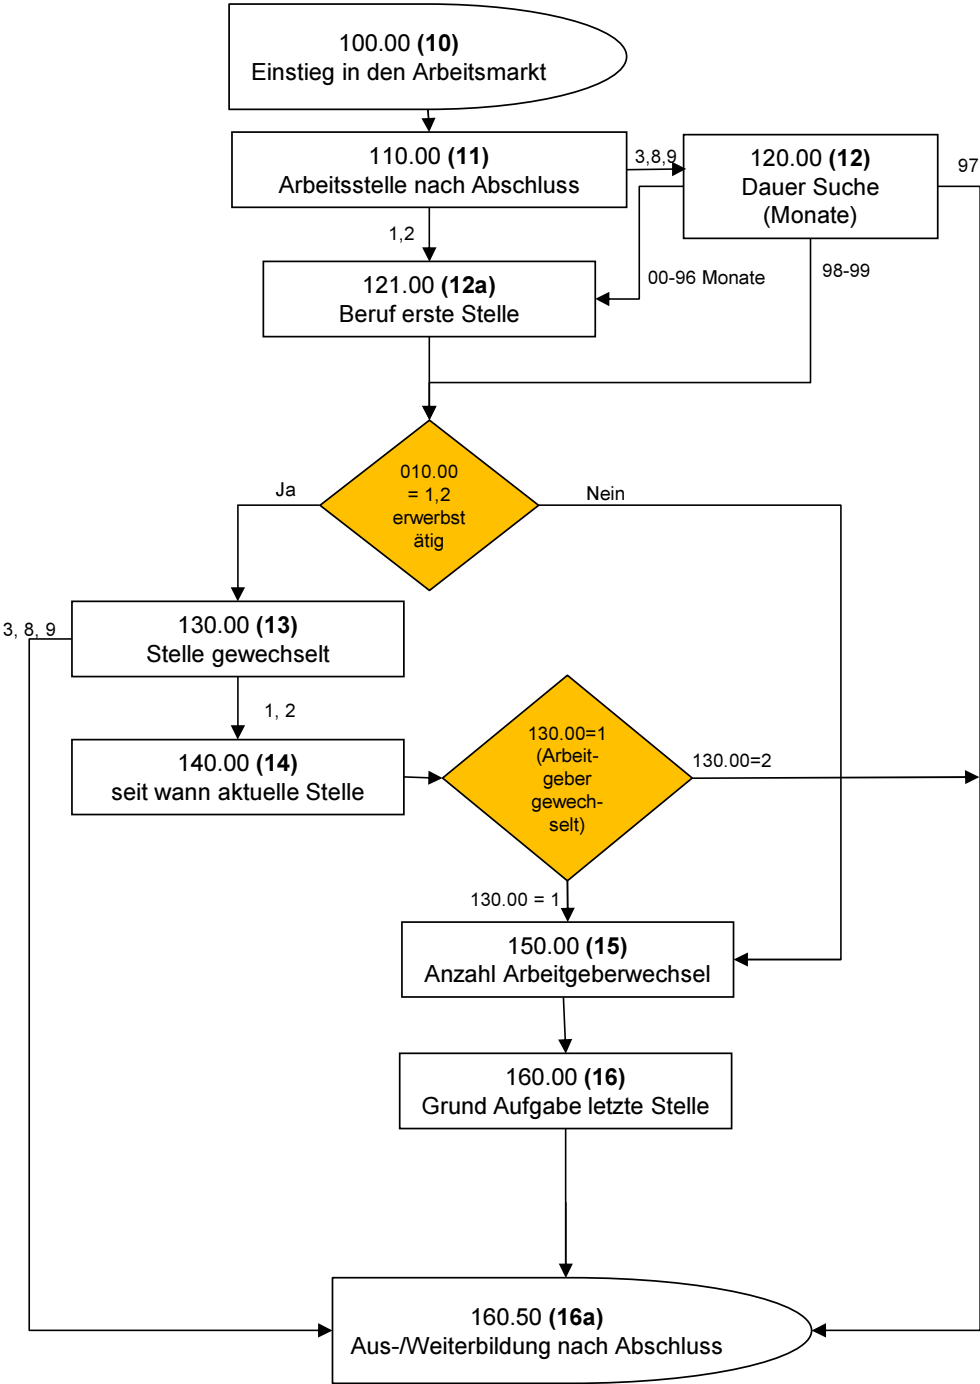 100.00 (10)
Einstieg in den Arbeitsmarkt
110.00 (11)
Arbeitsstelle nach Abschluss
3,8,9
120.00 (12)
Dauer Suche
(Monate)
97
1,2
121.00 (12a)
Beruf erste Stelle
00-96 Monate
98-99
010.00
= 1,2
erwerbst
ätig
Ja
Nein
3, 8, 9
130.00 (13)
Stelle gewechselt
1, 2
140.00 (14)
seit wann aktuelle Stelle
130.00=1
(Arbeit-
geber
gewech-
selt)
130.00=2
130.00 = 1
150.00 (15)
Anzahl Arbeitgeberwechsel
160.00 (16)
Grund Aufgabe letzte Stelle
160.50 (16a)
Aus-/Weiterbildung nach Abschluss